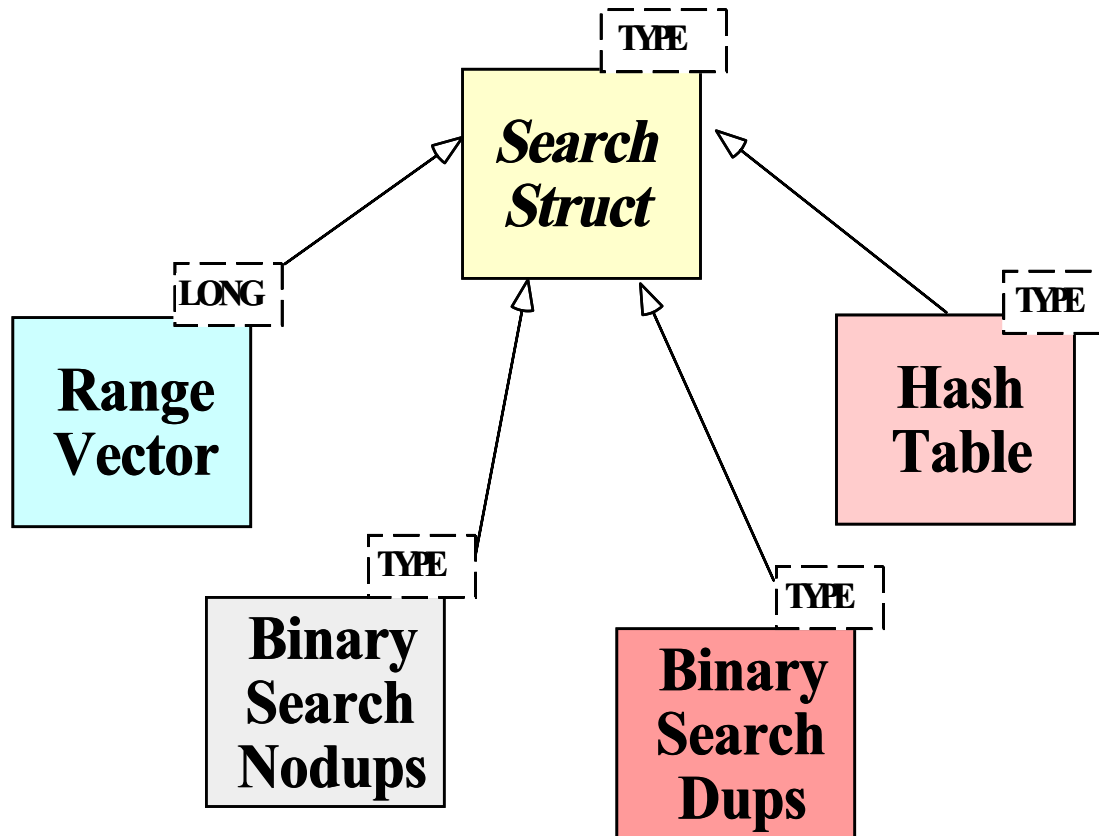 TYPE
Search
Struct
LONG
Range
Vector
TYPE
Hash
Table
TYPE
Binary
Search
Nodups
TYPE
Binary
Search
Dups